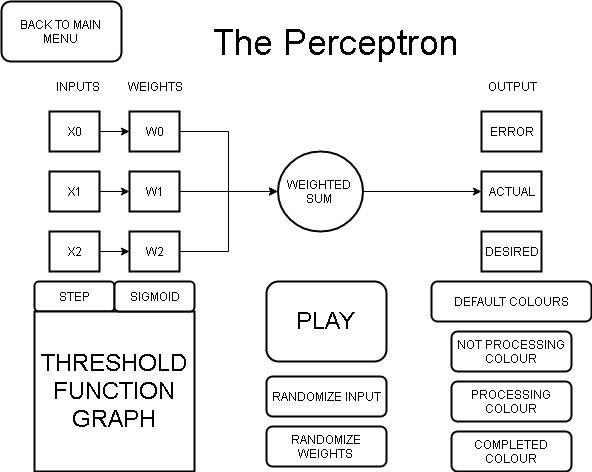 BACK TO MAIN
MENU
The Perceptron
INPUTS
WEIGHTS
OUTPUT
X0
W0
ERROR
X1
W1
WEIGHTED
SUM
ACTUAL
X2
W2
DESIRED
STEP
SIGMOID
THRESHOLD
FUNCTION
GRAPH
PLAY
RANDOMIZE INPUT
RANDOMIZE
WEIGHTS
DEFAULT COLOURS
NOT PROCESSING
COLOUR
PROCESSING
COLOUR
COMPLETED
COLOUR